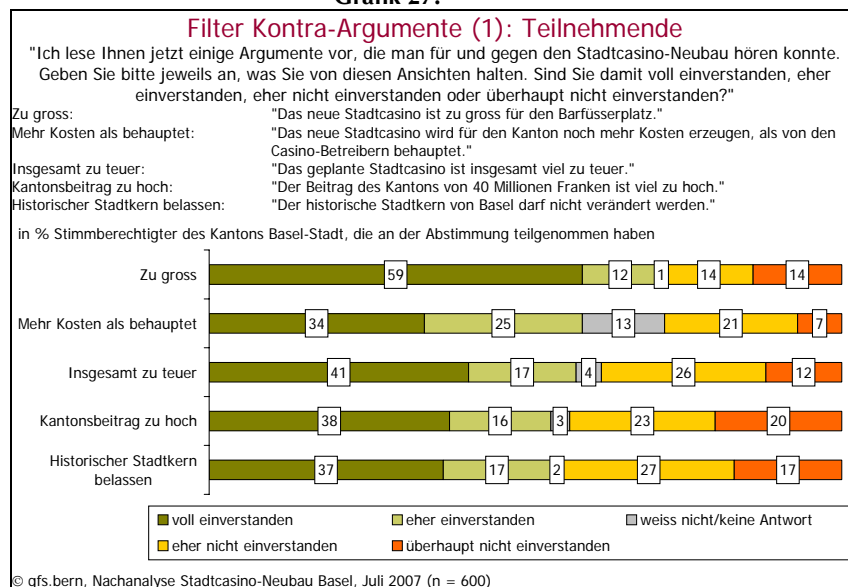 Grafik 27:
Filter Kontra-Argumente (1): Teilnehmende
"Ich lese Ihnen jetzt einige Argumente vor, die man für und gegen den Stadtcasino-Neubau hören konnte.
Geben Sie bitte jeweils an, was Sie von diesen Ansichten halten. Sind Sie damit voll einverstanden, eher
einverstanden, eher nicht einverstanden oder überhaupt nicht einverstanden?"
Zu gross: "Das neue Stadtcasino ist zu gross für den Barfüsserplatz."
Mehr Kosten als behauptet: "Das neue Stadtcasino wird für den Kanton noch mehr Kosten erzeugen, als von den
Casino-Betreibern behauptet."
Insgesamt zu teuer: "Das geplante Stadtcasino ist insgesamt viel zu teuer."
Kantonsbeitrag zu hoch: "Der Beitrag des Kantons von 40 Millionen Franken ist viel zu hoch."
Historischer Stadtkern belassen: "Der historische Stadtkern von Basel darf nicht verändert werden."
in % Stimmberechtigter des Kantons Basel-Stadt, die an der Abstimmung teilgenommen haben
Zu gross 59 12 1 14 14
Mehr Kosten als behauptet 34 25 13 21 7
Insgesamt zu teuer 41 17 4 26 12
Kantonsbeitrag zu hoch 38 16 3 23 20
Historischer Stadtkern
belassen 37 17 2 27 17
voll einverstanden eher einverstanden weiss nicht/keine Antwort
eher nicht einverstanden überhaupt nicht einverstanden
© gfs.bern, Nachanalyse Stadtcasino-Neubau Basel, Juli 2007 (n = 600)